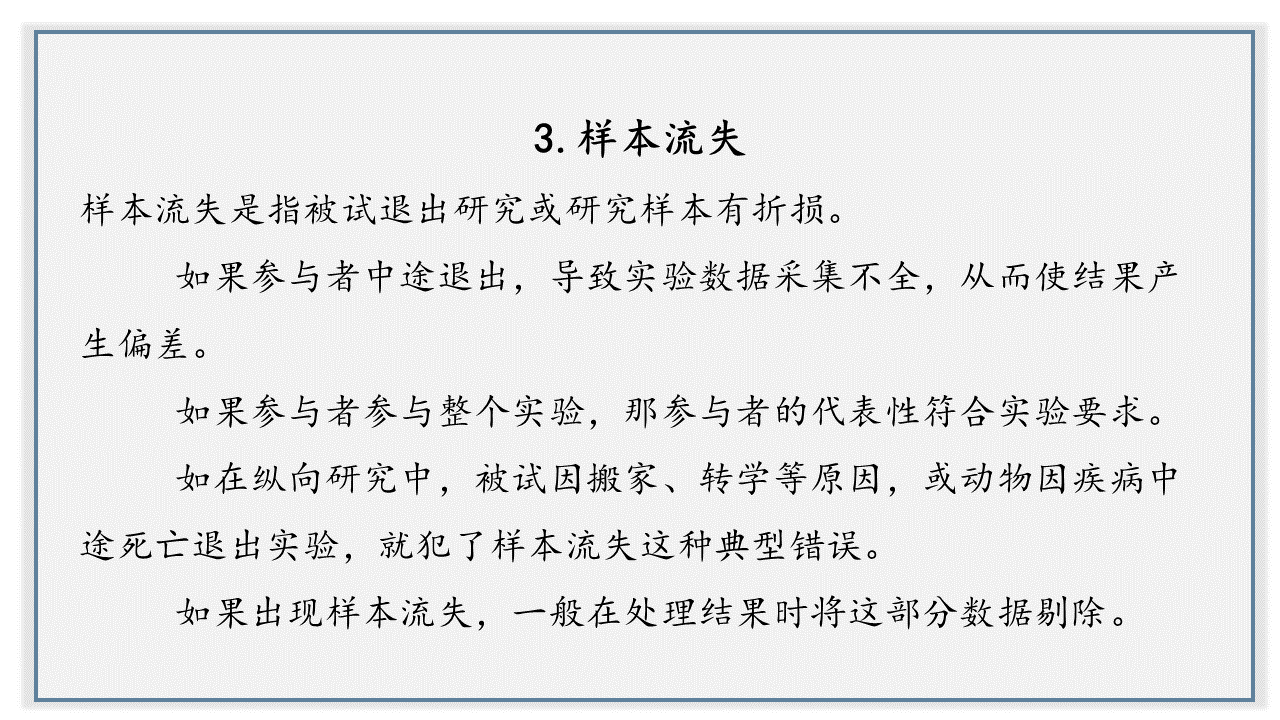 3.样本流失
样本流失是指被试退出研究或研究样本有折损。
如果参与者中途退出，导致实验数据采集不全，从而使结果产
生偏差。
如果参与者参与整个实验，那参与者的代表性符合实验要求。
如在纵向研究中，被试因搬家、转学等原因，或动物因疾病中
途死亡退出实验，就犯了样本流失这种典型错误。
如果出现样本流失，一般在处理结果时将这部分数据剔除。